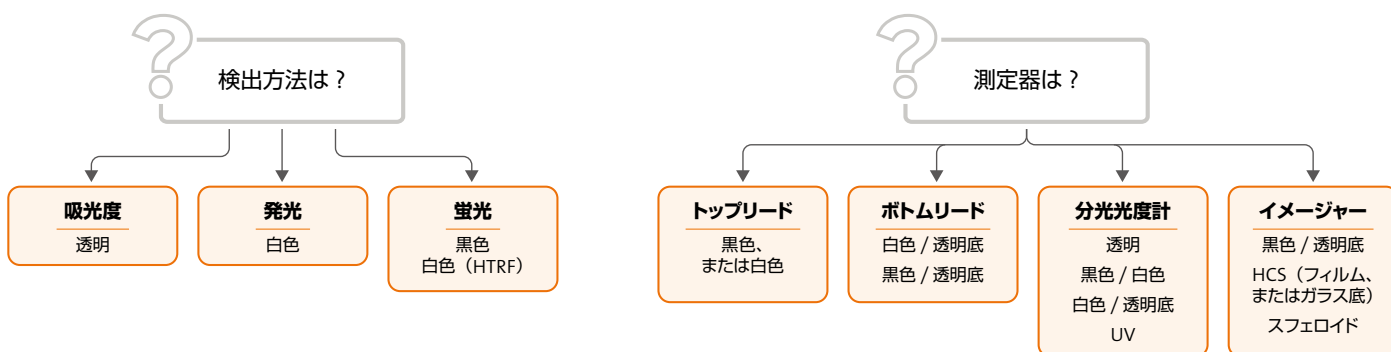 検出方法は？
吸光度
透明
発光
白色
蛍光
黒色
白色（HTRF）
測定器は？
トップリード
黒色、
または白色
ボトムリード
白色 / 透明底
黒色 / 透明底
分光光度計
透明
黒色 / 白色
白色 / 透明底
UV
イメージャー
黒色 / 透明底
HCS（フィルム、
またはガラス底）
スフェロイド